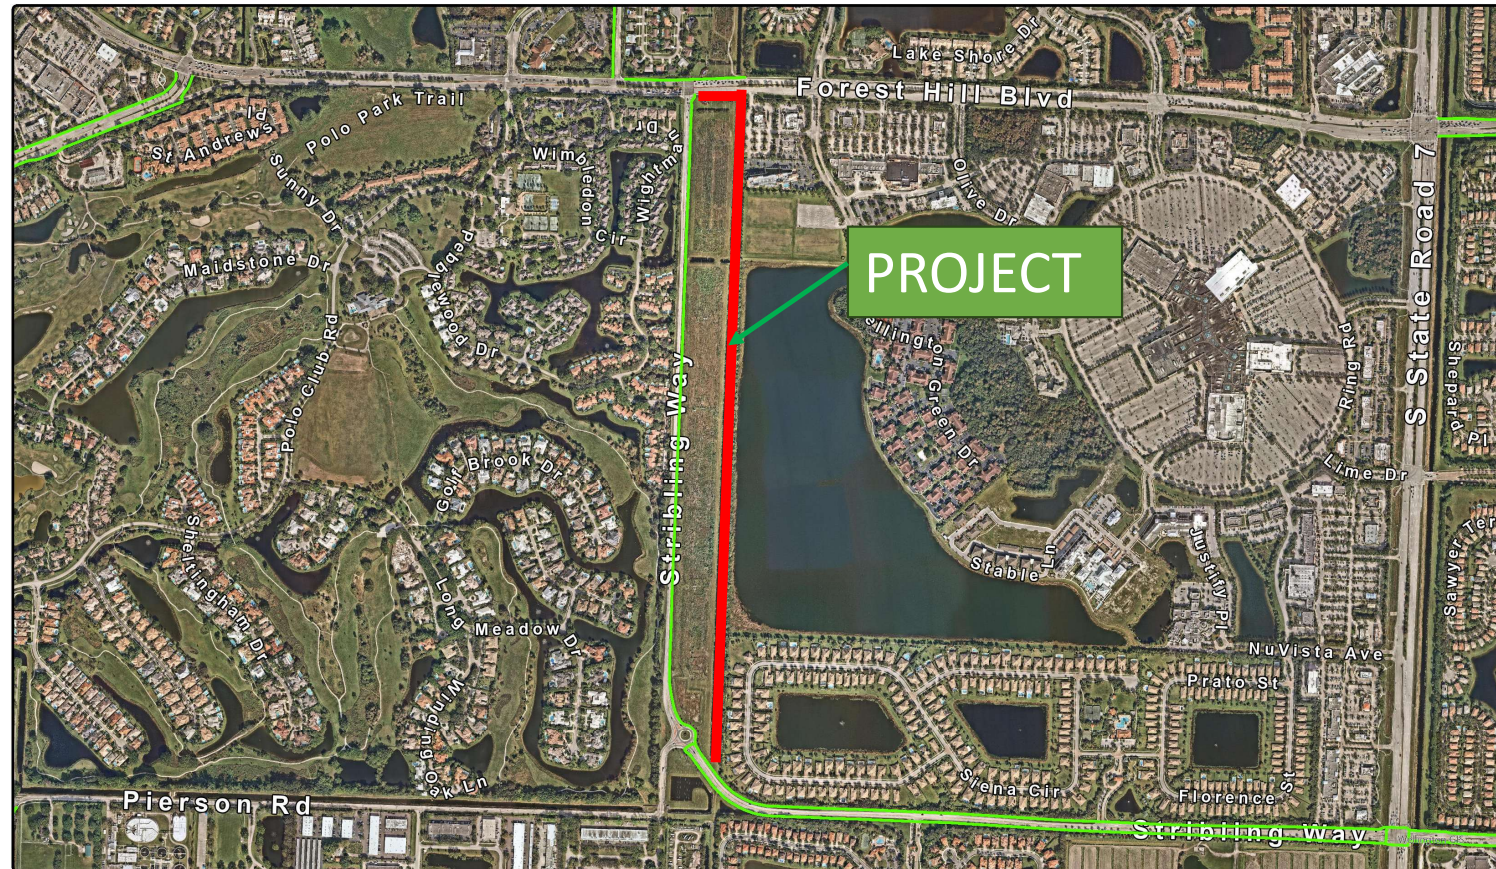 Lake Shore Dr
Forest Hill Blvd
Polo Park Trail
St Andrews
Pl
Sunny Dr
Wimbledon Cir
Wightman Dr
Olive Dr
S State Road 7
Maidstone Dr
Pebblewood Dr
PROJECT
ellington Green Dr
Polo Club Rd
Stribling Way
Ring Rd
Shepard Pl
Golf Brook Dr
Lime Dr
Sheltingham Dr
Long Meadow Dr
Stable Ln
Justify Pl
Sawyer Ter
NuVista Ave
Prato St
Winding Oak Ln
Siena Cir
Florence St
Pierson Rd
Stribling Way